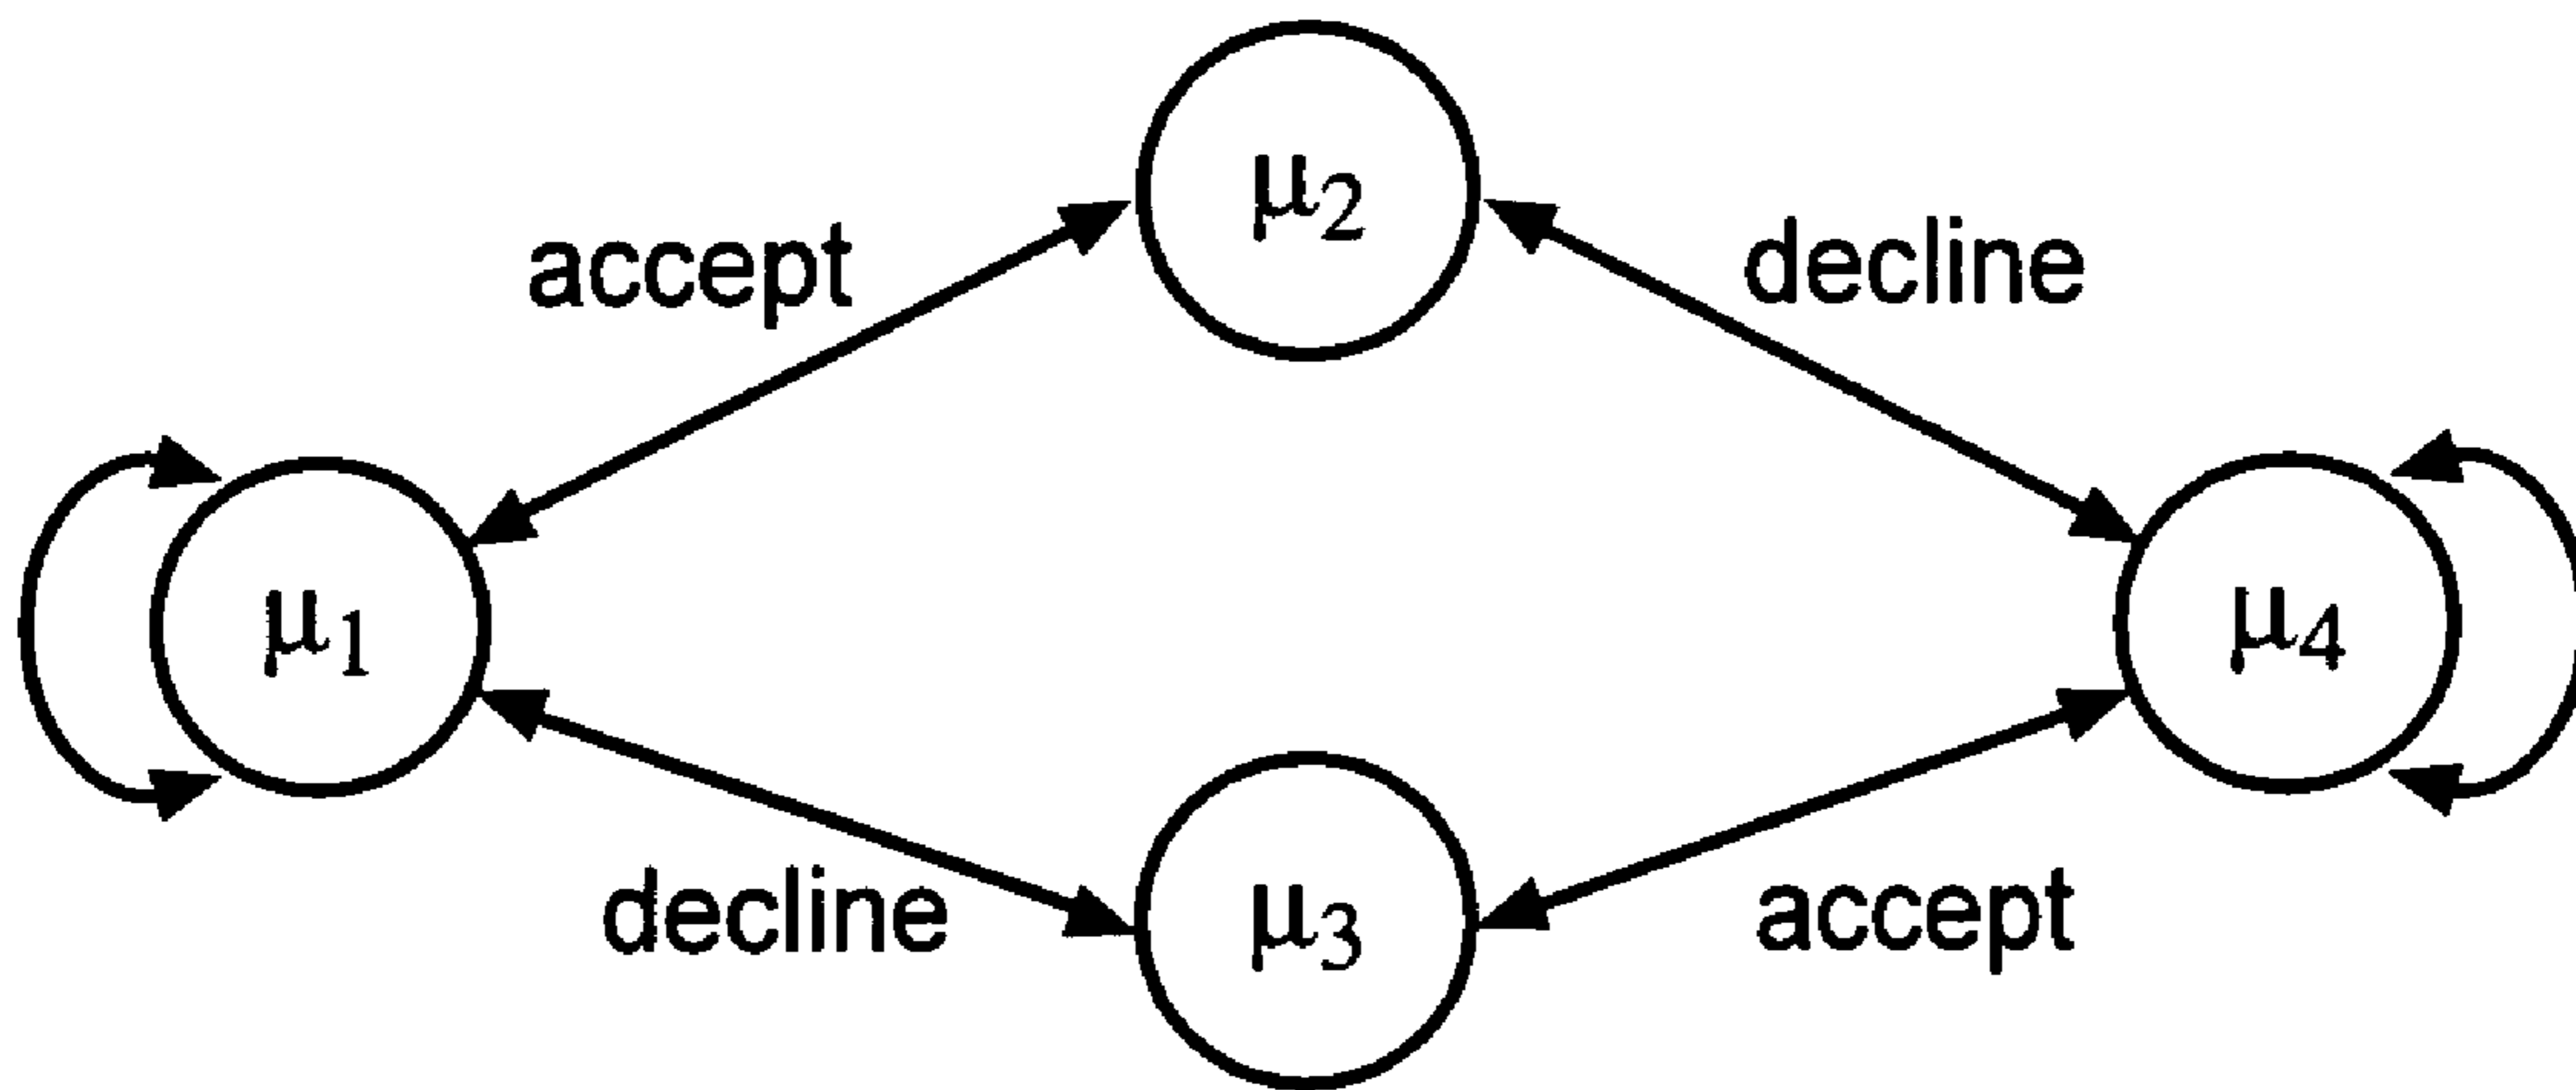 μ2
accept
decline
μ1
μ4
decline
μ3
accept